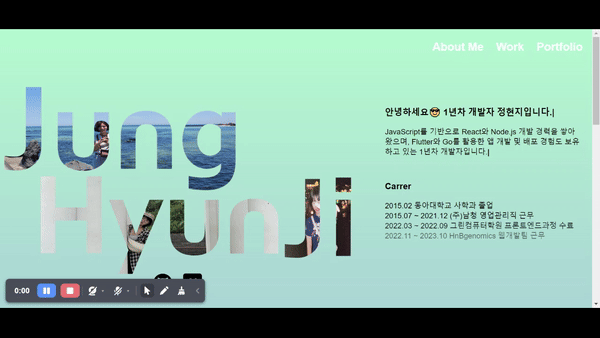 About Me Work Portfolio
Jung
HyunJi
안녕하세요😎 1년차 개발자 정현지입니다.|
JavaScript를 기반으로 React와 Node.js 개발 경력을 쌓아
왔으며, Flutter와 Go를 활용한 앱 개발 및 배포 경험도 보유
하고 있는 1년차 개발자입니다.|
Carrer
2015.02 동아대학교 사학과 졸업
2015.07 ~ 2021.12 (주)남청 영업관리직 근무
2022.03 ~ 2022.09 그린컴퓨터학원 프론트엔드과정 수료
2022.11 ~ 2023.10 HnBgenomics 웹개발팀 근무
0:00